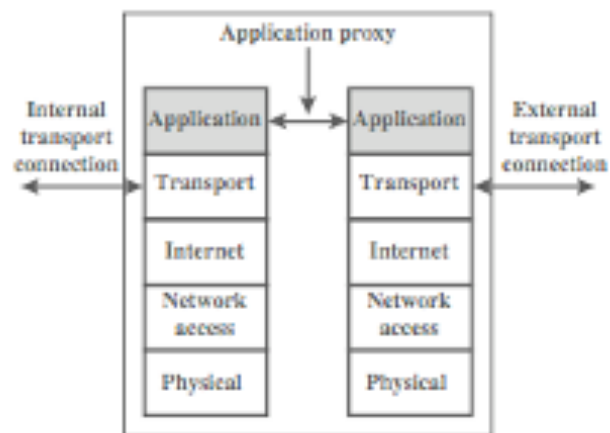 Application proxy
Internal
transport
connection
Application
Application
External
transport
connection
Transport
Transport
Internet
Internet
Network
access
Network
access
Physical
Physical